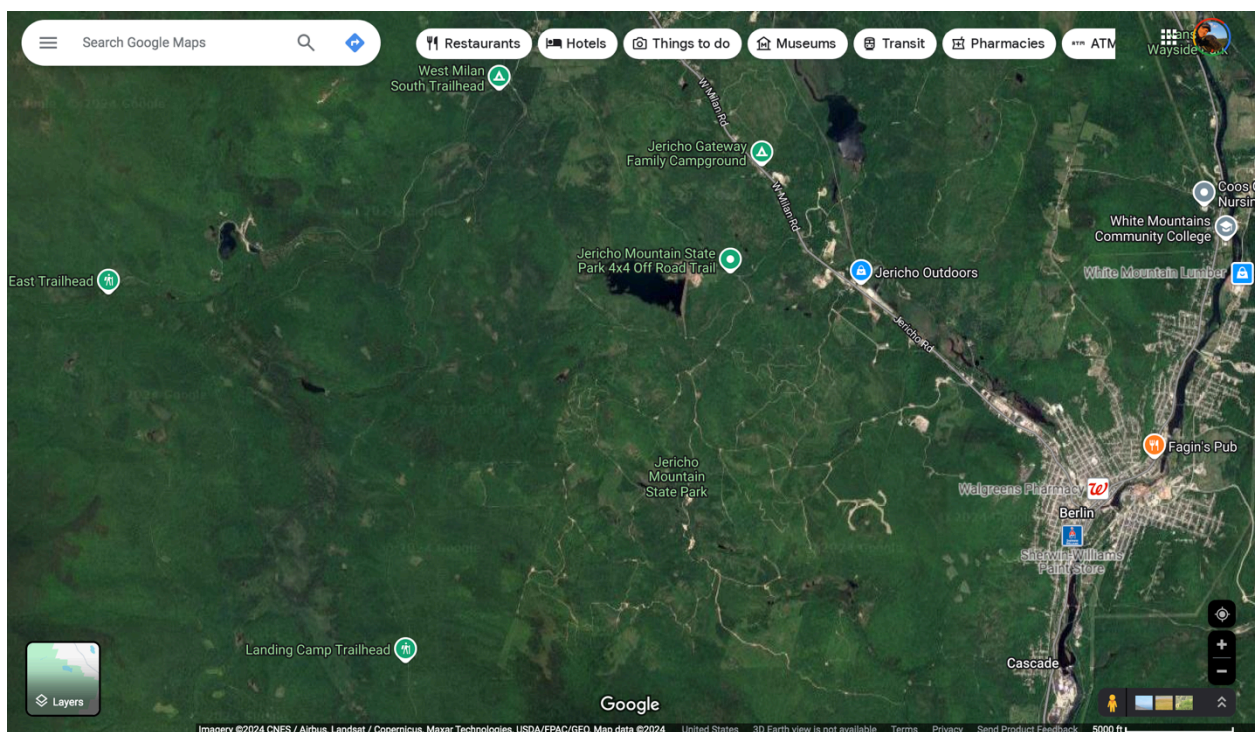 Search Google Maps
Restaurants
Hotels
Things to do
Museums
Transit
Pharmacies
ATM
Wayside Park
West Milan
South Trailhead
W Milan Rd
Jericho Gateway
Family Campground
W Milan Rd
Coos
Nursin
White Mountains
Community College
Jericho Mountain State
Park 4x4 Off Road Trail
Jericho Outdoors
White Mountain Lumber
East Trailhead
Jericho Rd
Fagin's Pub
Jericho
Mountain
State Park
Walgreens Pharmacy
Berlin
Sherwin-Williams
Paint Store
Landing Camp Trailhead
Cascade
Layers
Google
Imagery ©2024 CNES / Airbus, Landsat / Copernicus, Maxar Technologies, USDA/FPAC/GEO, Map data ©2024 United States 3D Earth view is not available Terms Privacy Send Product Feedback 5000 ft